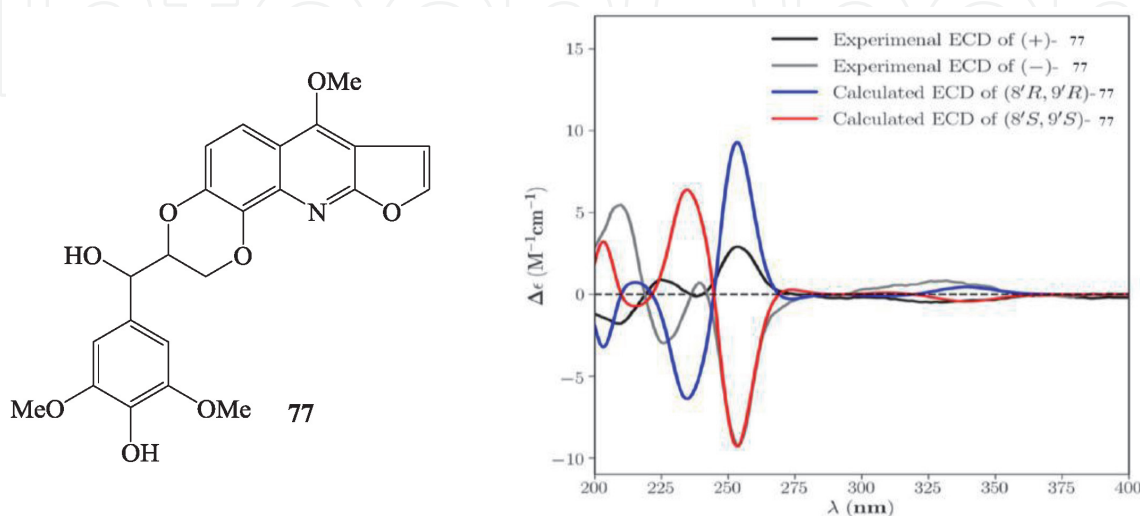 OMe
N
O
O
O
HO
MeO
OMe
OH
77
Experimenal ECD of (+)- 77
Experimental ECD of (−)- 77
Calculated ECD of (8′R, 9′R)-77
Calculated ECD of (8′S, 9′S)- 77
15
10
5
0
−5
−10
Δϵ (M⁻¹cm⁻¹)
200 225 250 275 300 325 350 375 400
λ (nm)